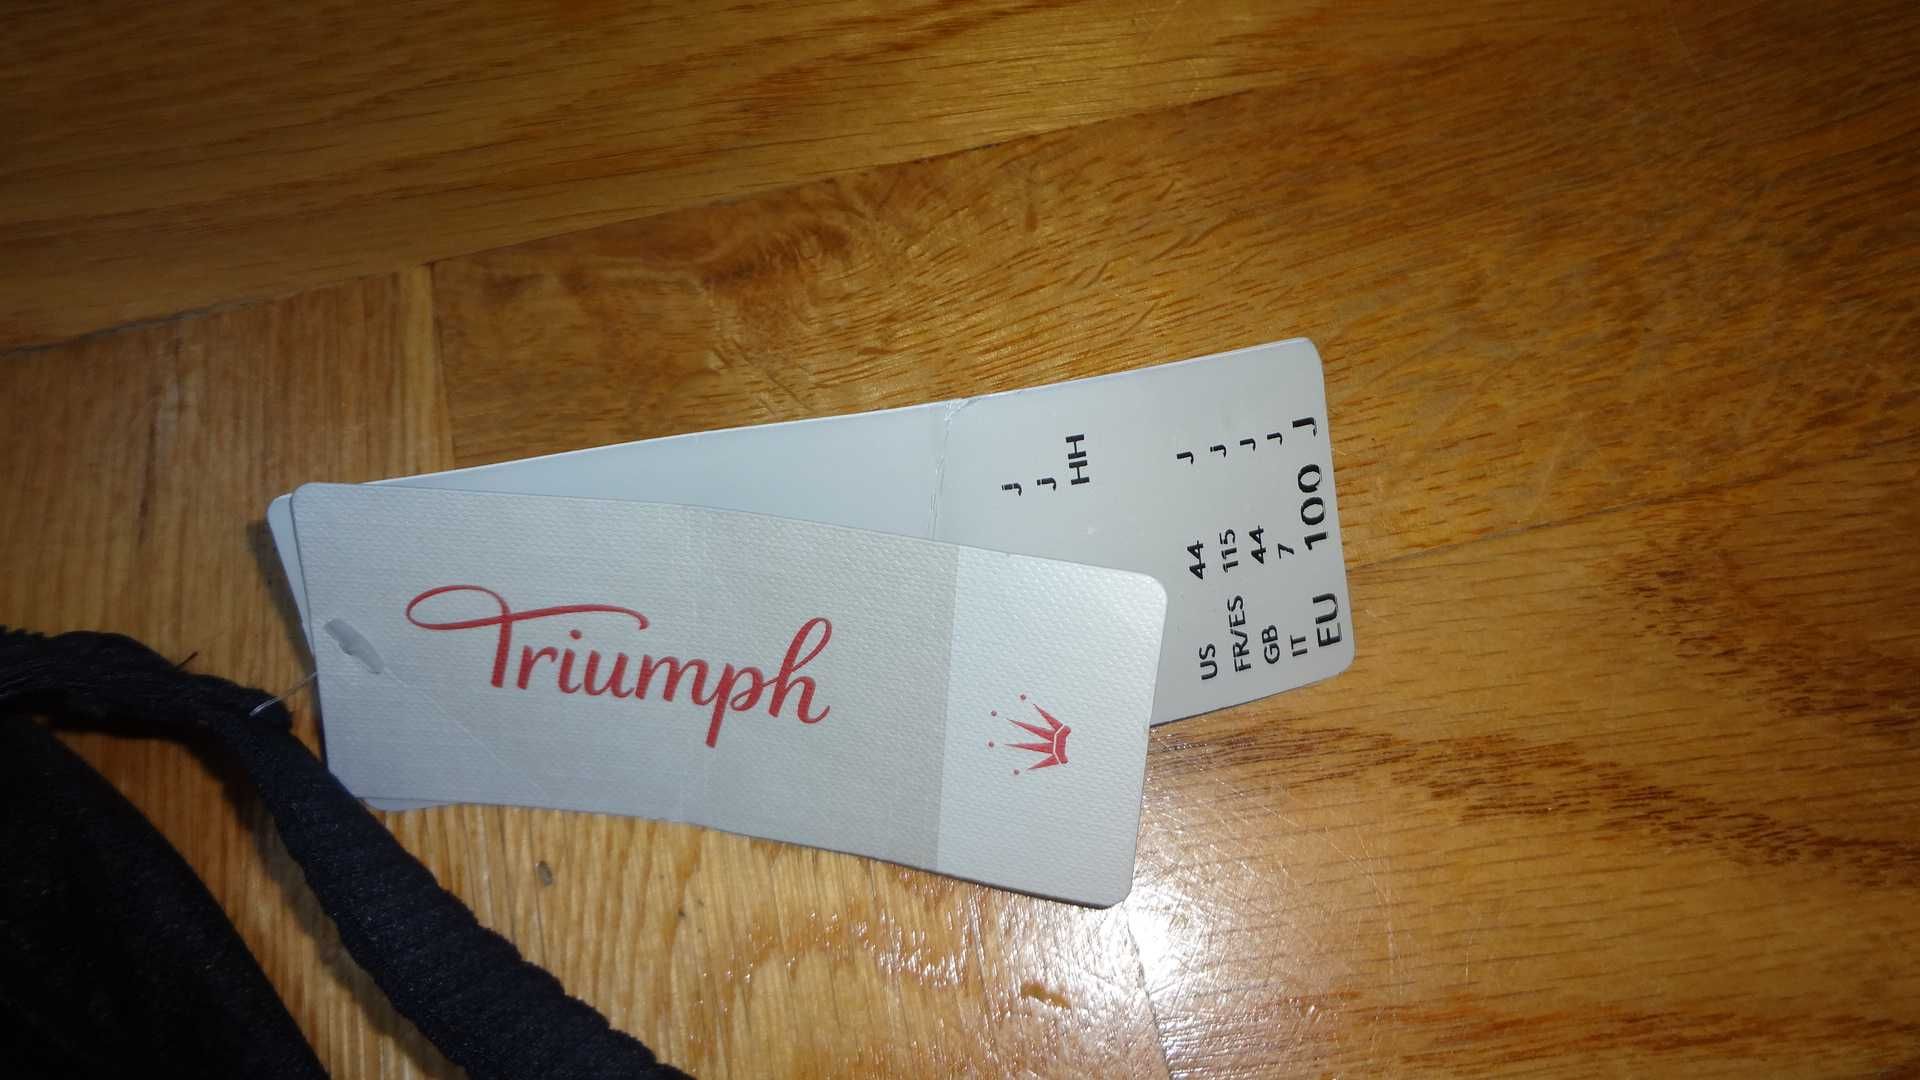 Triumph
J
J
HH
US 44 J
FR/ES 115 J
GB 44 J
IT 7 J
EU 100 J